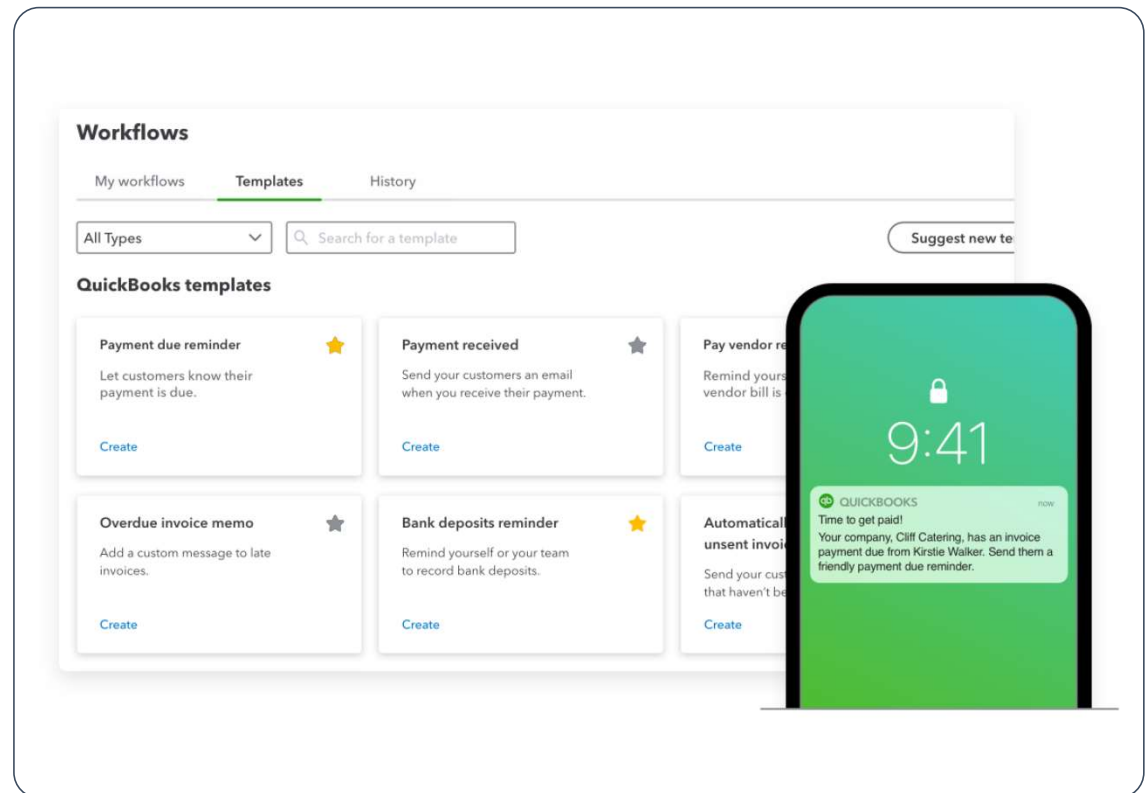 Workflows
My workflows
Templates
History
All Types
Search for a template
Suggest new te
QuickBooks templates
Payment due reminder
Let customers know their
payment is due.
Create
Payment received
Send your customers an email
when you receive their payment.
Create
Pay vendor re
Remind yours
vendor bill is
Create
Overdue invoice memo
Add a custom message to late
invoices.
Create
Bank deposits reminder
Remind yourself or your team
to record bank deposits.
Create
Automaticall
unsent invoi
Send your cust
that haven't be
Create
9:41
qb QUICKBOOKS now
Time to get paid!
Your company, Cliff Catering, has an invoice
payment due from Kirstie Walker. Send them a
friendly payment due reminder.